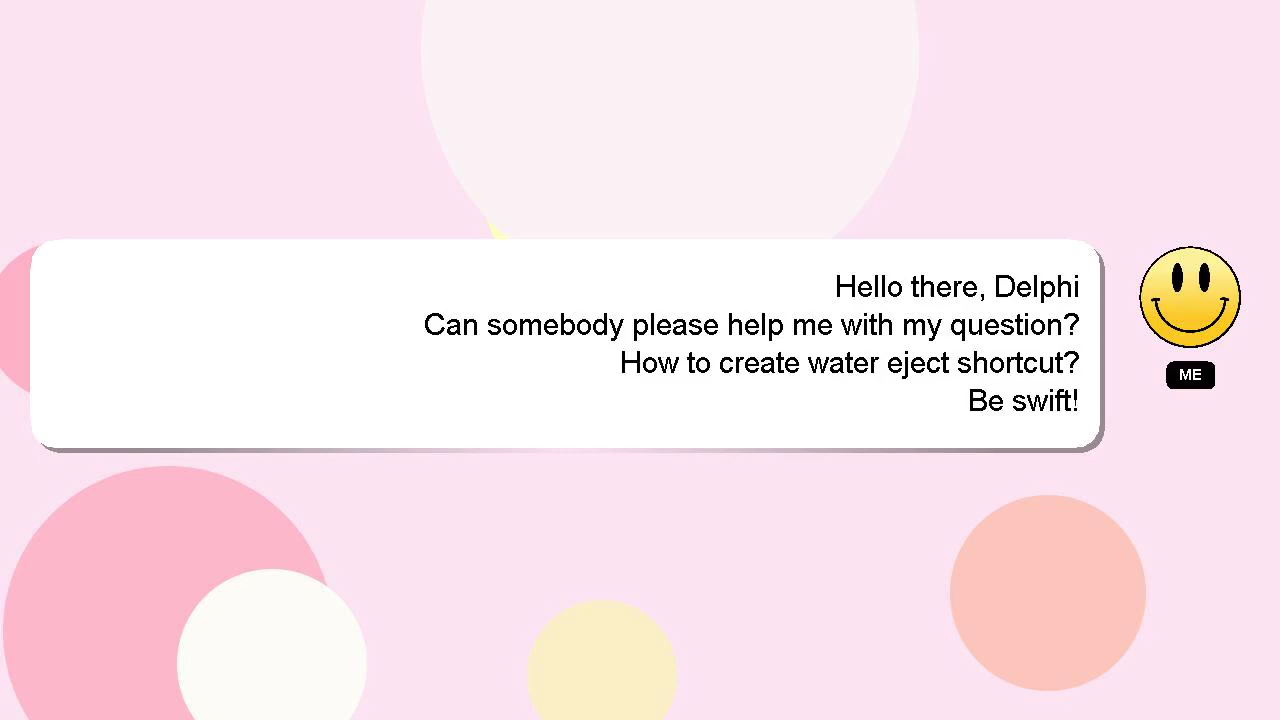 Hello there, Delphi
Can somebody please help me with my question?
How to create water eject shortcut?
Be swift!
ME